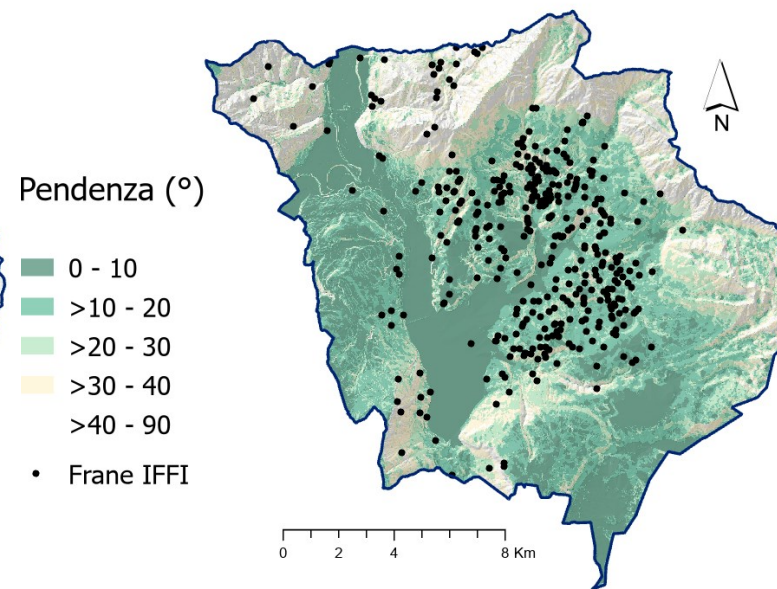 N
Pendenza (°)
0 - 10
>10 - 20
>20 - 30
>30 - 40
>40 - 90
Frane IFFI
0 2 4 8 Km